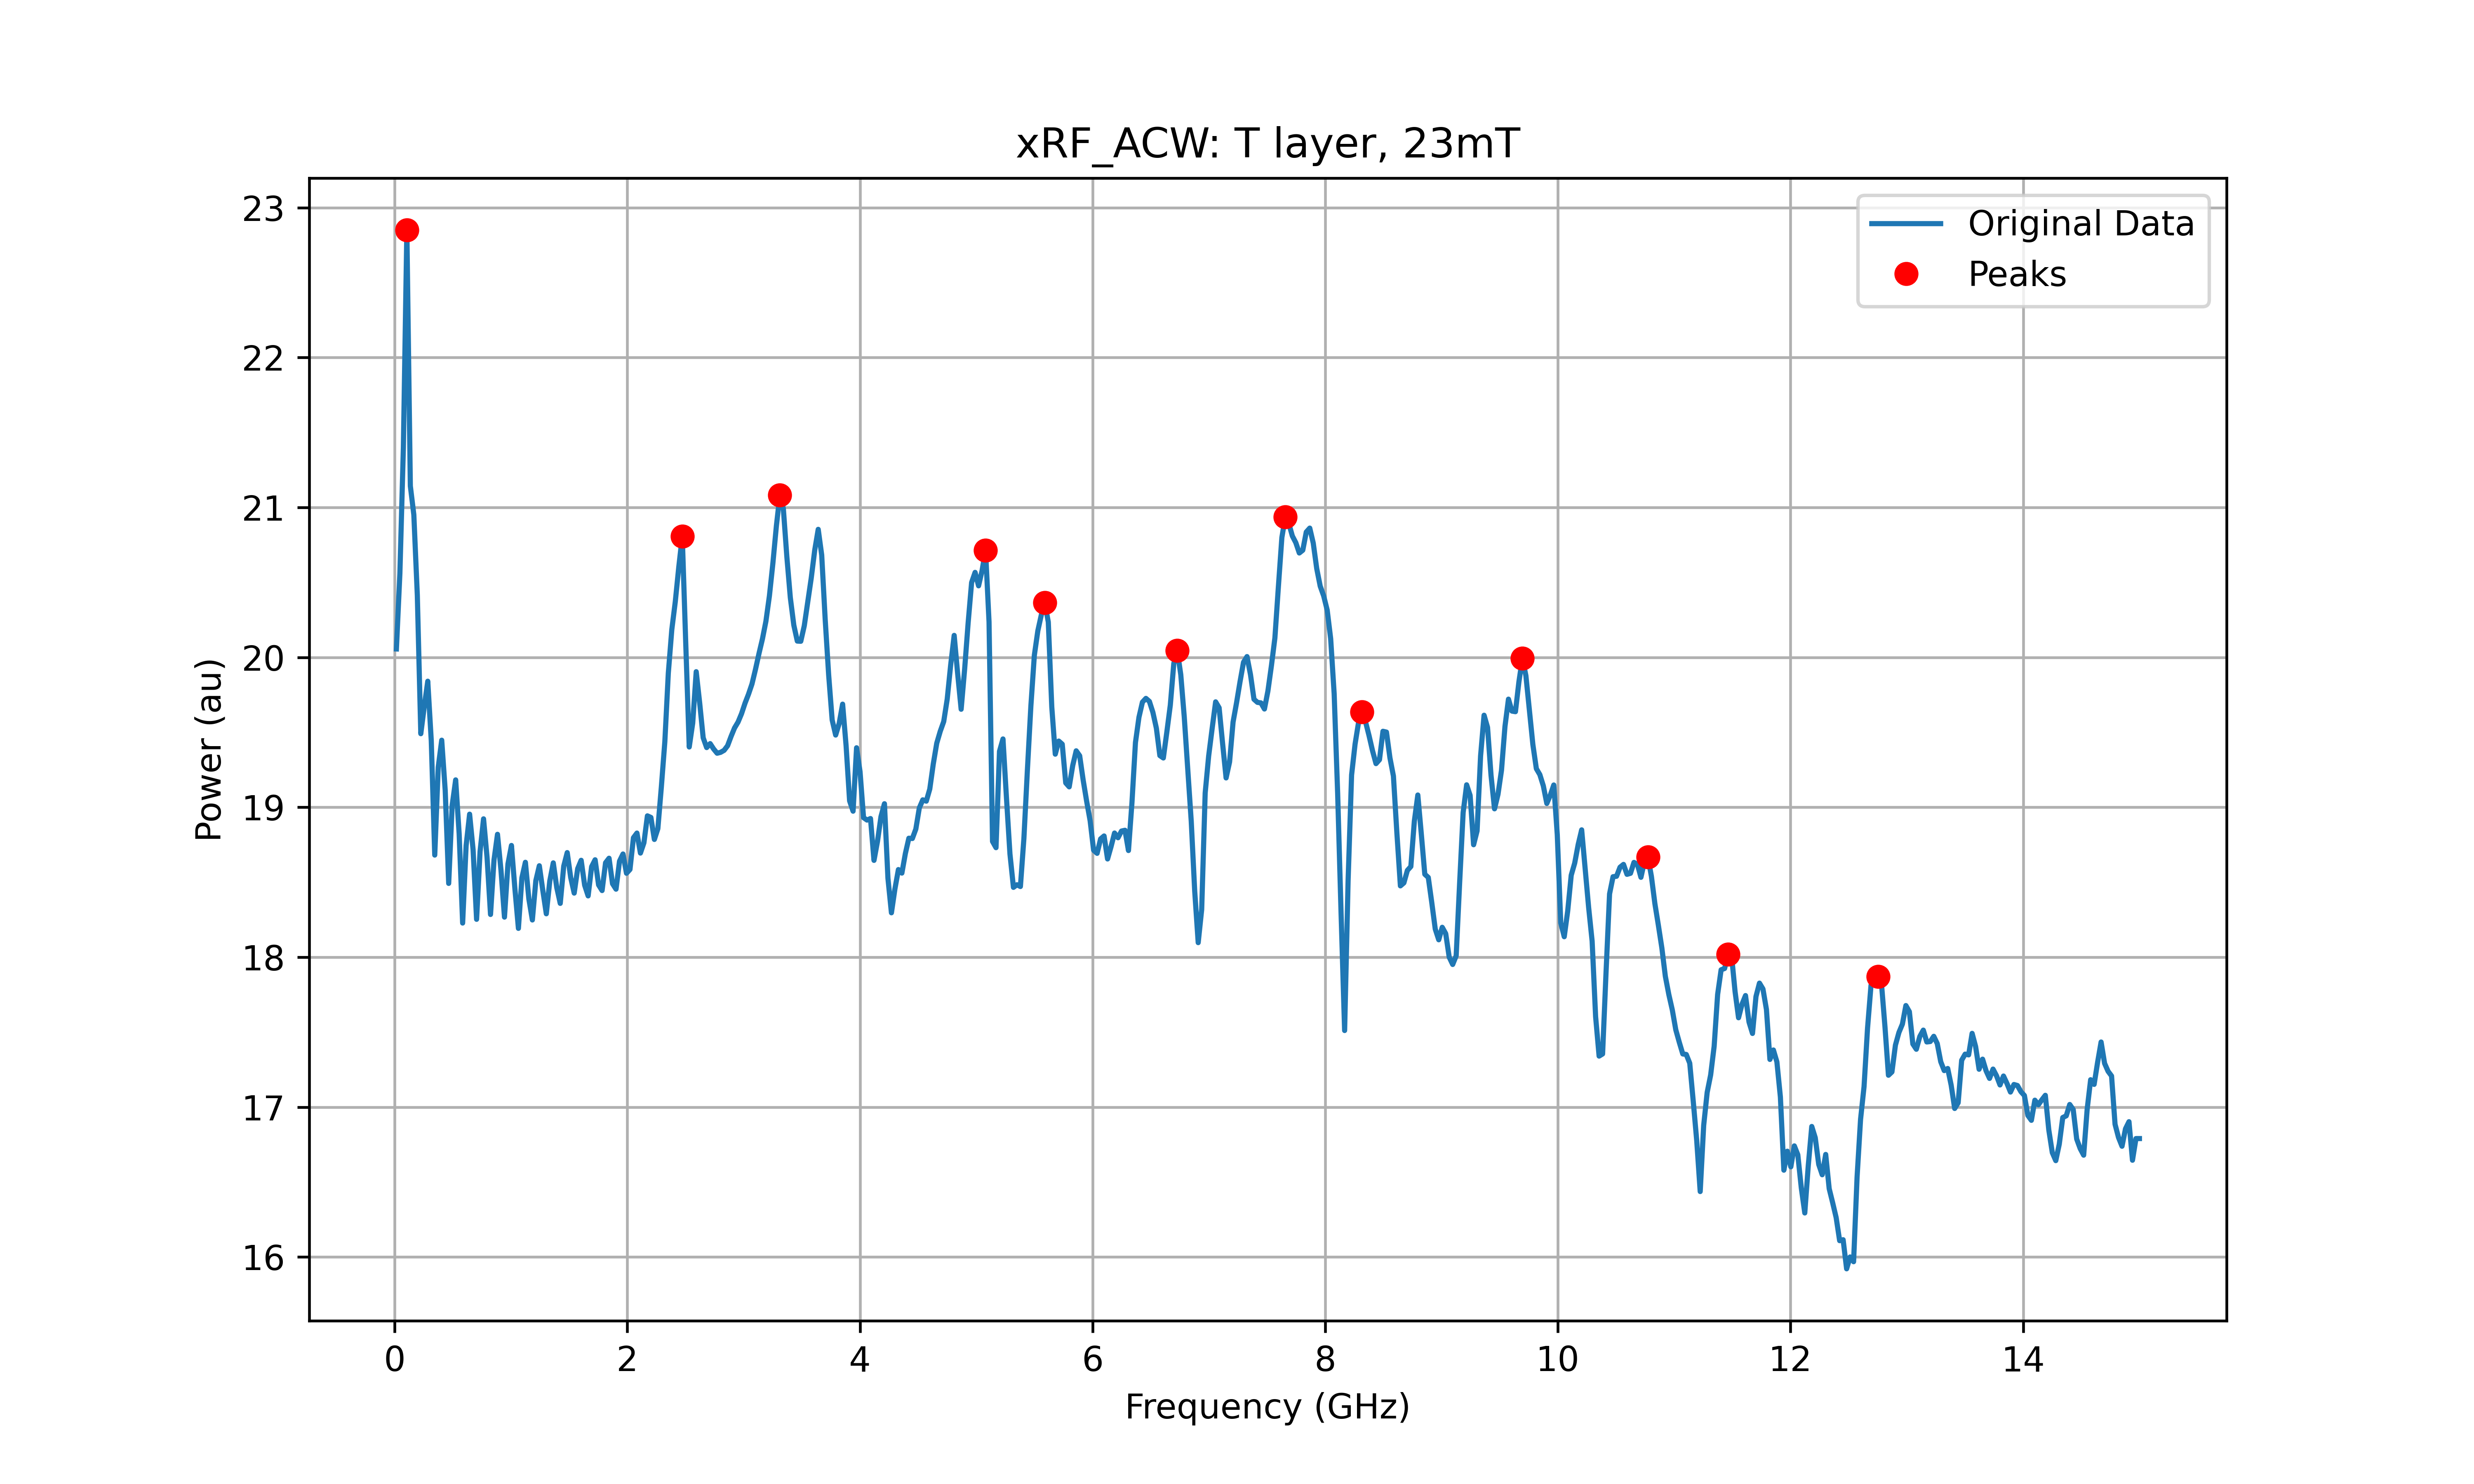 xRF_ACW: T layer, 23mT
Original Data
Peaks
23
22
21
20
19
18
17
16
Power (au)
0 2 4 6 8 10 12 14
Frequency (GHz)